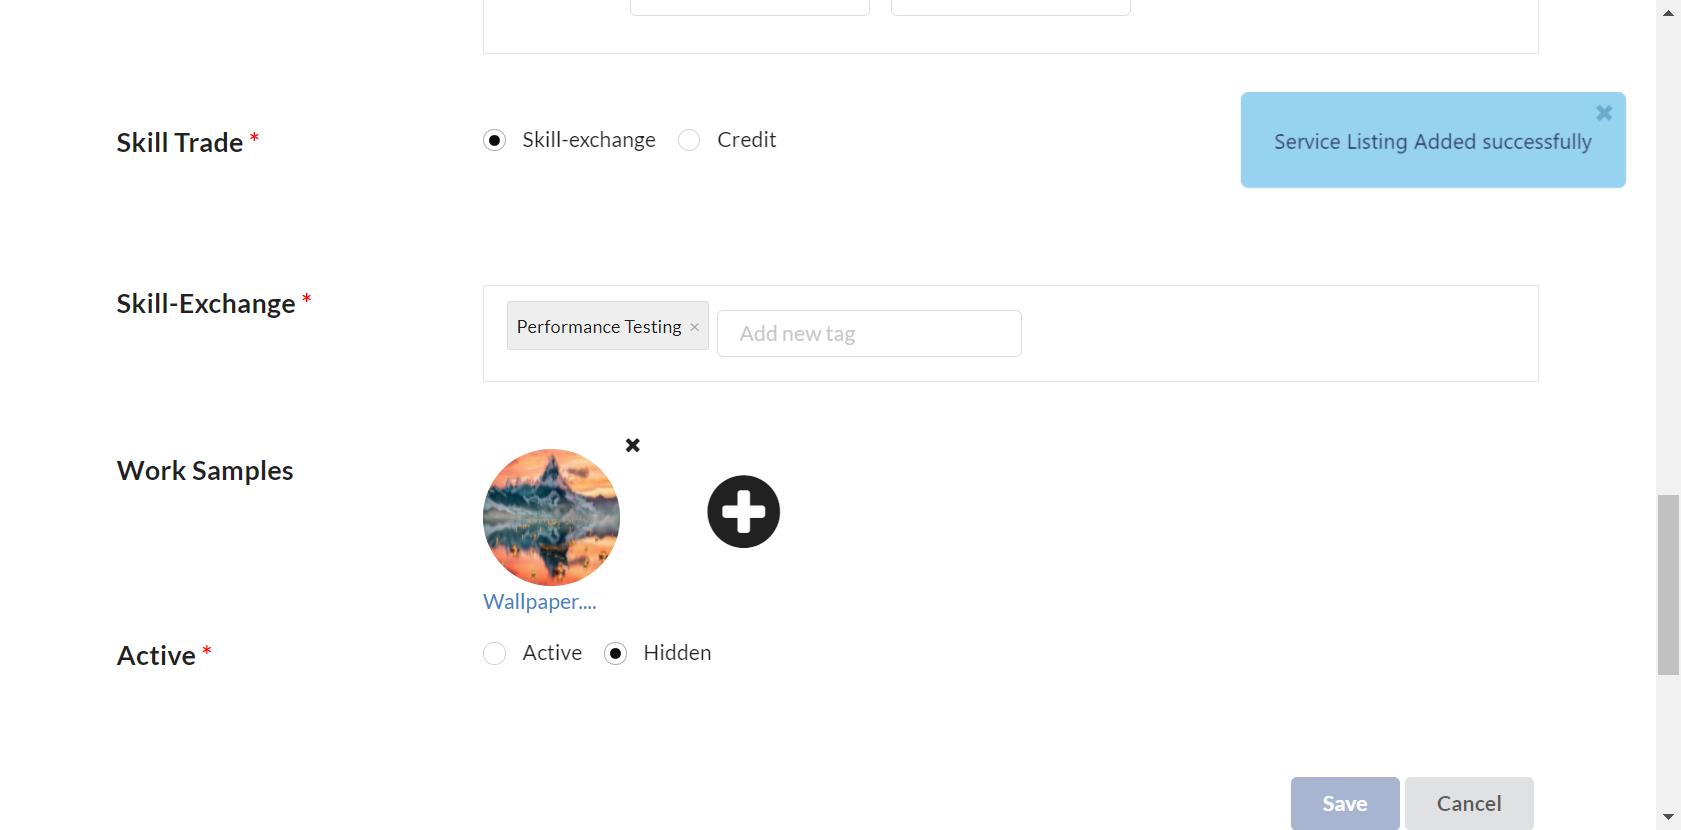 Skill Trade *
Skill-exchange
Credit
Service Listing Added successfully
Skill-Exchange *
Performance Testing ×
Add new tag
Work Samples
Wallpaper....
Active *
Active
Hidden
Save
Cancel